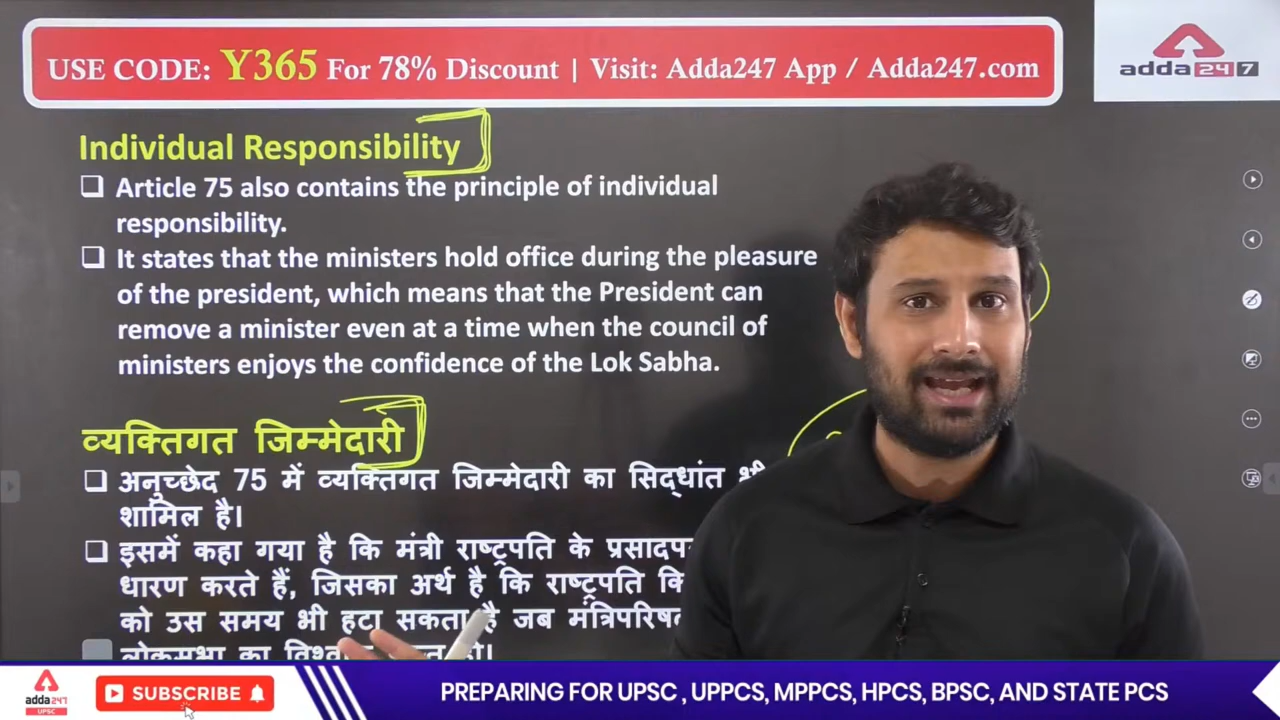 USE CODE: Y365 For 78% Discount | Visit: Adda247 App / Adda247.com
adda247
Individual Responsibility
❑ Article 75 also contains the principle of individual
responsibility.
❑ It states that the ministers hold office during the pleasure
of the president, which means that the President can
remove a minister even at a time when the council of
ministers enjoys the confidence of the Lok Sabha.
व्यक्तिगत जिम्मेदारी
❑ अनुच्छेद 75 में व्यक्तिगत जिम्मेदारी का सिद्धांत भी
शामिल है।
❑ इसमें कहा गया है कि मंत्री राष्ट्रपति के
धारण करते हैं, जिसका अर्थ है कि राष्ट्रपति
को उस समय भी हटा सकता है जब
लोकसभा का
adda247
UPSC
SUBSCRIBE
PREPARING FOR UPSC , UPPCS, MPPCS, HPCS, BPSC, AND STATE PCS